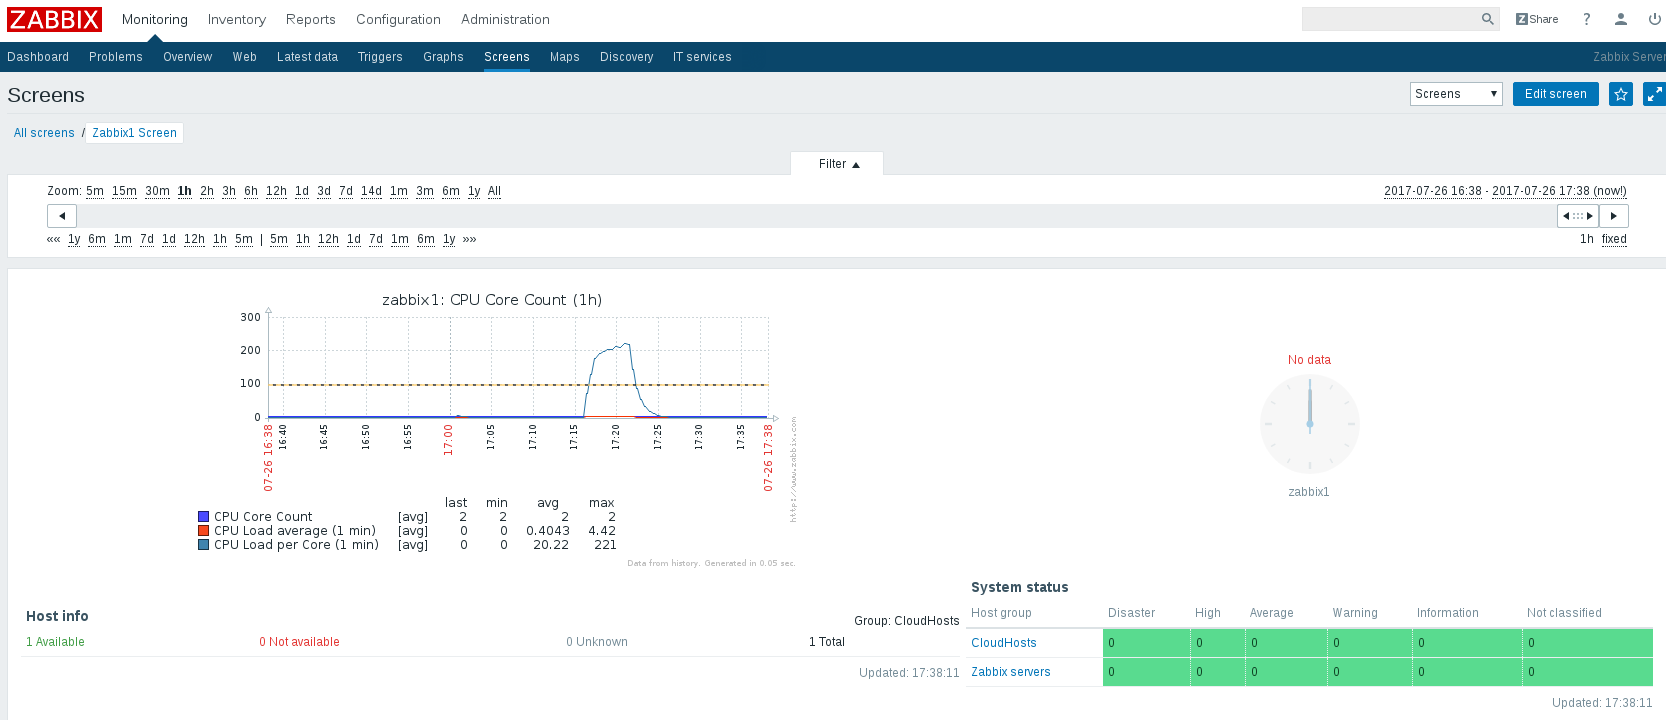 ZABBIX Monitoring Inventory Reports Configuration Administration Z Share ?
Dashboard Problems Overview Web Latest data Triggers Graphs Screens Maps Discovery IT services Zabbix Server
Screens Screens ▼ Edit screen
All screens / Zabbix1 Screen
Filter ▲
Zoom: 5m 15m 30m 1h 2h 3h 6h 12h 1d 3d 7d 14d 1m 3m 6m 1y All 2017-07-26 16:38 - 2017-07-26 17:38 (now!)
«« 1y 6m 1m 7d 1d 12h 1h 5m | 5m 1h 12h 1d 7d 1m 6m 1y »» 1h fixed
zabbix1: CPU Core Count (1h)
300
200
100
0
07-26 16:38 16:40 16:45 16:50 16:55 17:00 17:05 17:10 17:15 17:20 17:25 17:30 17:35 07-26 17:38
http://www.zabbix.com
last min avg max
CPU Core Count [avg] 2 2 2 2
CPU Load average (1 min) [avg] 0 0 0.4043 4.42
CPU Load per Core (1 min) [avg] 0 0 20.22 221
Data from history. Generated in 0.05 sec.
No data
zabbix1
Host info
Group: CloudHosts
1 Available 0 Not available 0 Unknown 1 Total
Updated: 17:38:11
System status
Host group Disaster High Average Warning Information Not classified
CloudHosts 0 0 0 0 0 0
Zabbix servers 0 0 0 0 0 0
Updated: 17:38:11